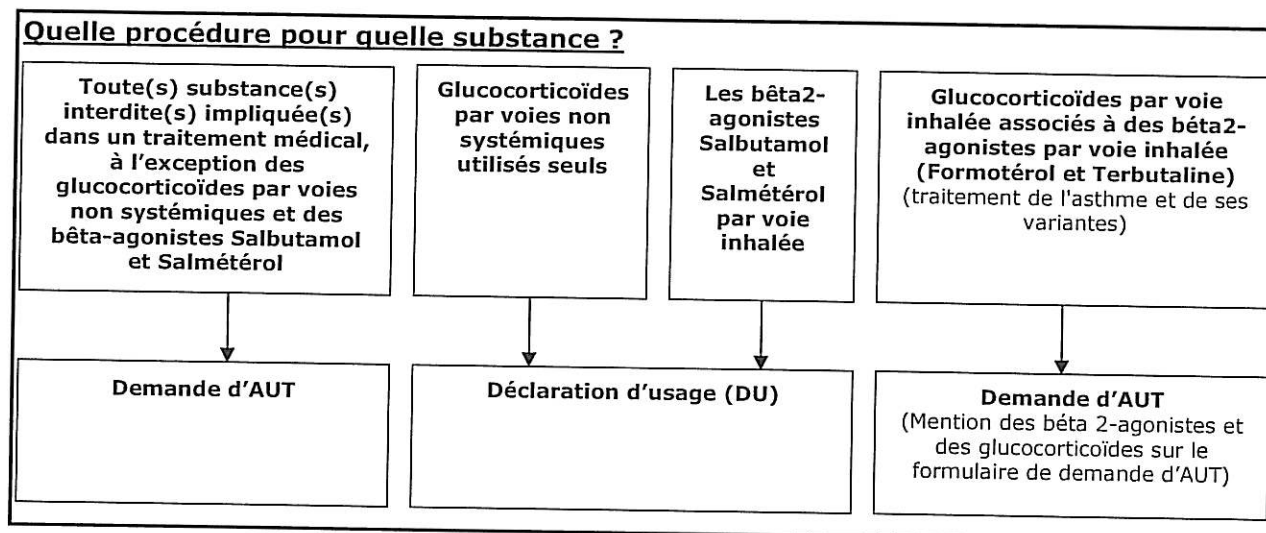 Quelle procédure pour quelle substance ?
Toute(s) substance(s)
interdite(s) impliquée(s)
dans un traitement médical,
à l'exception des
glucocorticoïdes par voies
non systémiques et des
bêta-agonistes Salbutamol
et Salmétérol
Glucocorticoïdes
par voies non
systémiques
utilisés seuls
Les bêta2-
agonistes
Salbutamol
et
Salmétérol
par voie
inhalée
Glucocorticoïdes par voie
inhalée associés à des béta2-
agonistes par voie inhalée
(Formotérol et Terbutaline)
(traitement de l'asthme et de ses
variantes)
Demande d'AUT
Déclaration d'usage (DU)
Demande d'AUT
(Mention des béta 2-agonistes et
des glucocorticoïdes sur le
formulaire de demande d'AUT)